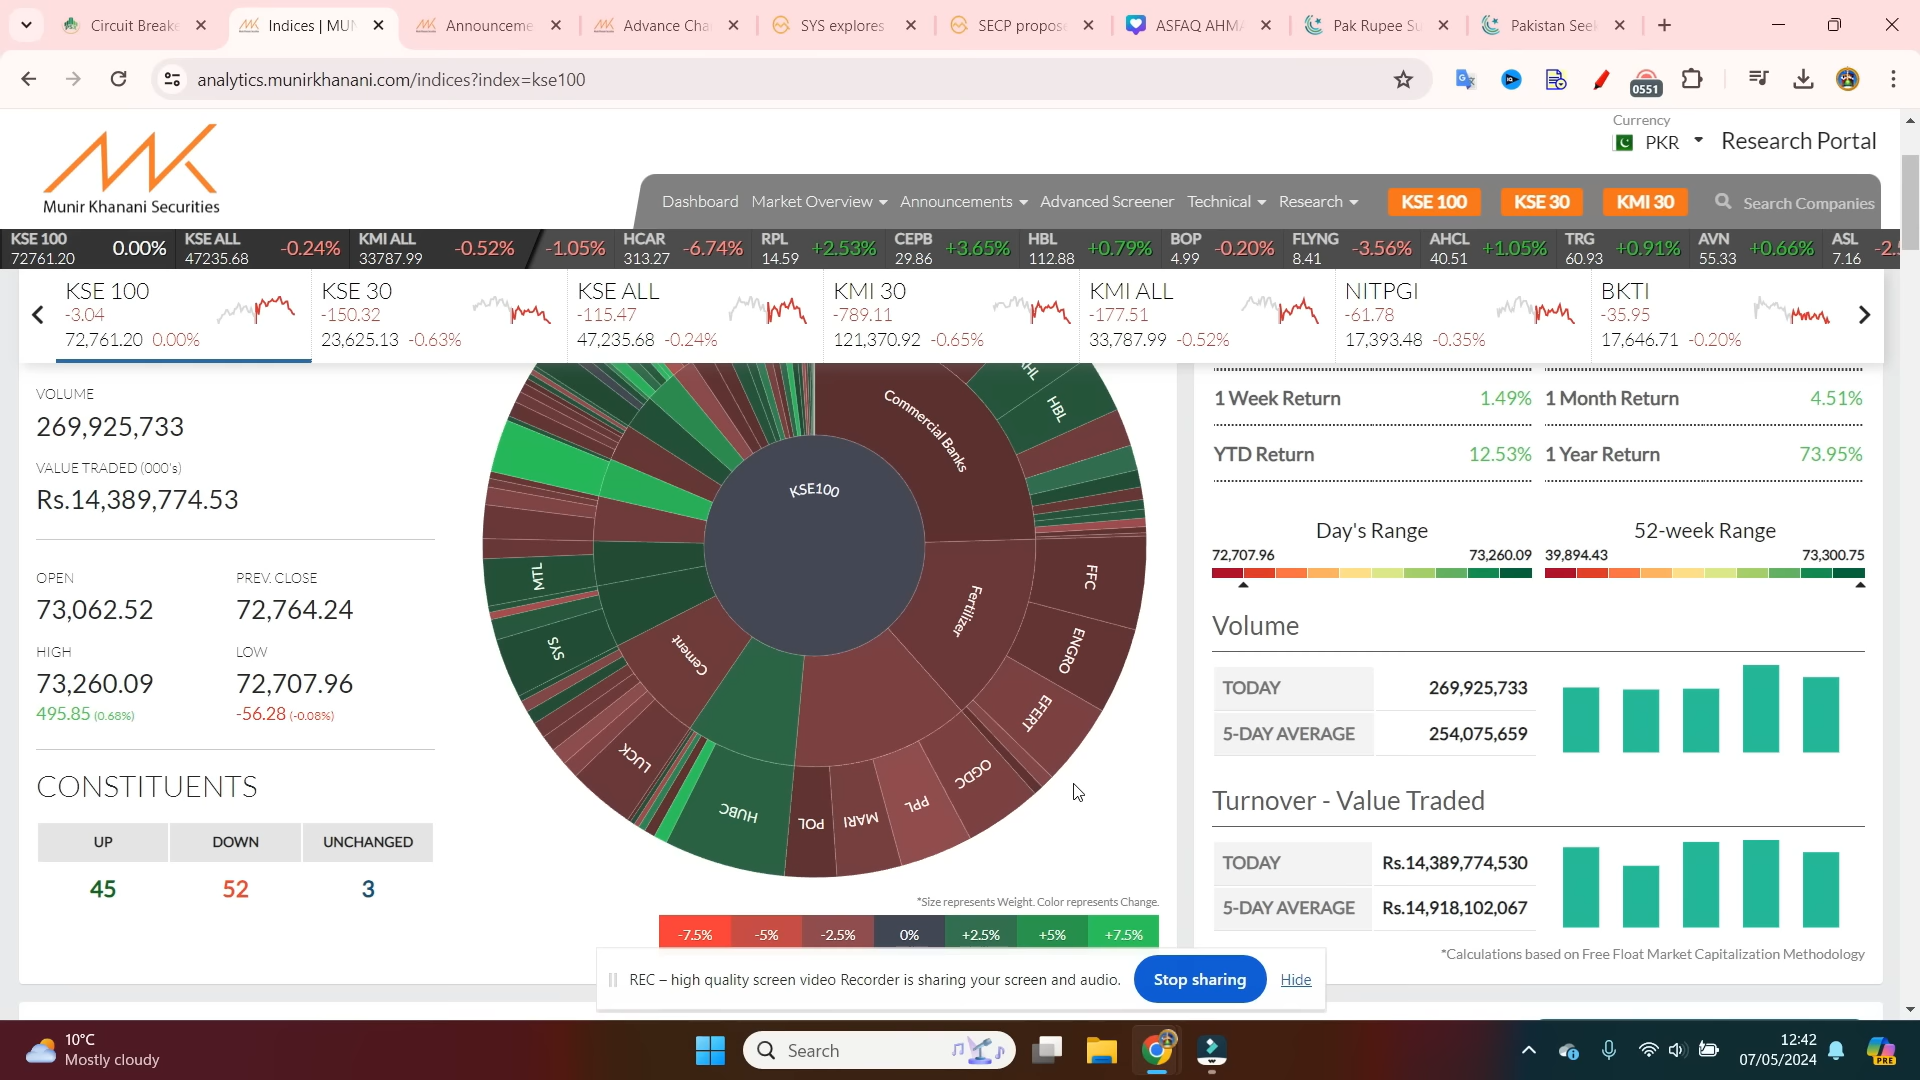 Circuit Breake
Indices | MUN
Announceme
Advance Cha
SYS explores
SECP propos
ASFAQ AHMA
Pak Rupee Su
Pakistan Seek
analytics.munirkhanani.com/indices?index=kse100
0551
Munir Khanani Securities
Currency
PKR
Research Portal
Dashboard Market Overview Announcements Advanced Screener Technical Research KSE 100 KSE 30 KMI 30 Search Companies
KSE 100 72761.20 0.00%
KSE ALL 47235.68 -0.24%
KMI ALL 33787.99 -0.52%
-1.05%
HCAR 313.27 -6.74%
RPL 14.59 +2.53%
CEPB 29.86 +3.65%
HBL 112.88 +0.79%
BOP 4.99 -0.20%
FLYNG 8.41 -3.56%
AHCL 40.51 +1.05%
TRG 60.93 +0.91%
AVN 55.33 +0.66%
ASL 7.16 -2.5
KSE 100
-3.04
72,761.20 0.00%
KSE 30
-150.32
23,625.13 -0.63%
KSE ALL
-115.47
47,235.68 -0.24%
KMI 30
-789.11
121,370.92 -0.65%
KMI ALL
-177.51
33,787.99 -0.52%
NITPGI
-61.78
17,393.48 -0.35%
BKTI
-35.95
17,646.71 -0.20%
VOLUME
269,925,733
VALUE TRADED (000's)
Rs.14,389,774.53
OPEN
73,062.52
PREV. CLOSE
72,764.24
HIGH
73,260.09
495.85 (0.68%)
LOW
72,707.96
-56.28 (-0.08%)
CONSTITUENTS
UP DOWN UNCHANGED
45 52 3
KSE100
Commercial Banks
HBL
Fertilizer
FFC
ENGRO
EFERT
OGDC
PPL
MARI
POL
HUBC
LUCK
Cement
SYS
MTL
*Size represents Weight. Color represents Change.
-7.5% -5% -2.5% 0% +2.5% +5% +7.5%
1 Week Return 1.49% 1 Month Return 4.51%
YTD Return 12.53% 1 Year Return 73.95%
Day's Range
72,707.96 73,260.09
52-week Range
39,894.43 73,300.75
Volume
TODAY 269,925,733
5-DAY AVERAGE 254,075,659
Turnover - Value Traded
TODAY Rs.14,389,774,530
5-DAY AVERAGE Rs.14,918,102,067
*Calculations based on Free Float Market Capitalization Methodology
REC – high quality screen video Recorder is sharing your screen and audio. Stop sharing Hide
10°C
Mostly cloudy
Search
12:42
07/05/2024
PRE